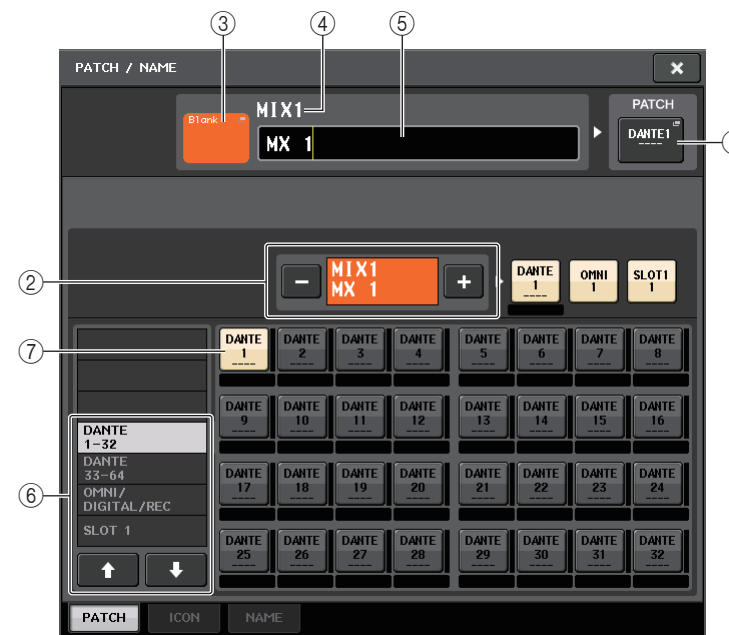 ③ ④ ⑤
PATCH / NAME ×
Blank MIX1 PATCH
MX 1 DANTE1
----
②
MIX1
MX 1
− +
DANTE 1 ---- OMNI 1 SLOT1 1
⑦
DANTE 1 ---- DANTE 2 ---- DANTE 3 ---- DANTE 4 ---- DANTE 5 ---- DANTE 6 ---- DANTE 7 ---- DANTE 8 ----
DANTE 9 ---- DANTE 10 ---- DANTE 11 ---- DANTE 12 ---- DANTE 13 ---- DANTE 14 ---- DANTE 15 ---- DANTE 16 ----
DANTE 17 ---- DANTE 18 ---- DANTE 19 ---- DANTE 20 ---- DANTE 21 ---- DANTE 22 ---- DANTE 23 ---- DANTE 24 ----
DANTE 25 ---- DANTE 26 ---- DANTE 27 ---- DANTE 28 ---- DANTE 29 ---- DANTE 30 ---- DANTE 31 ---- DANTE 32 ----
⑥
DANTE
1-32
DANTE
33-64
OMNI/
DIGITAL/REC
SLOT 1
PATCH ICON NAME